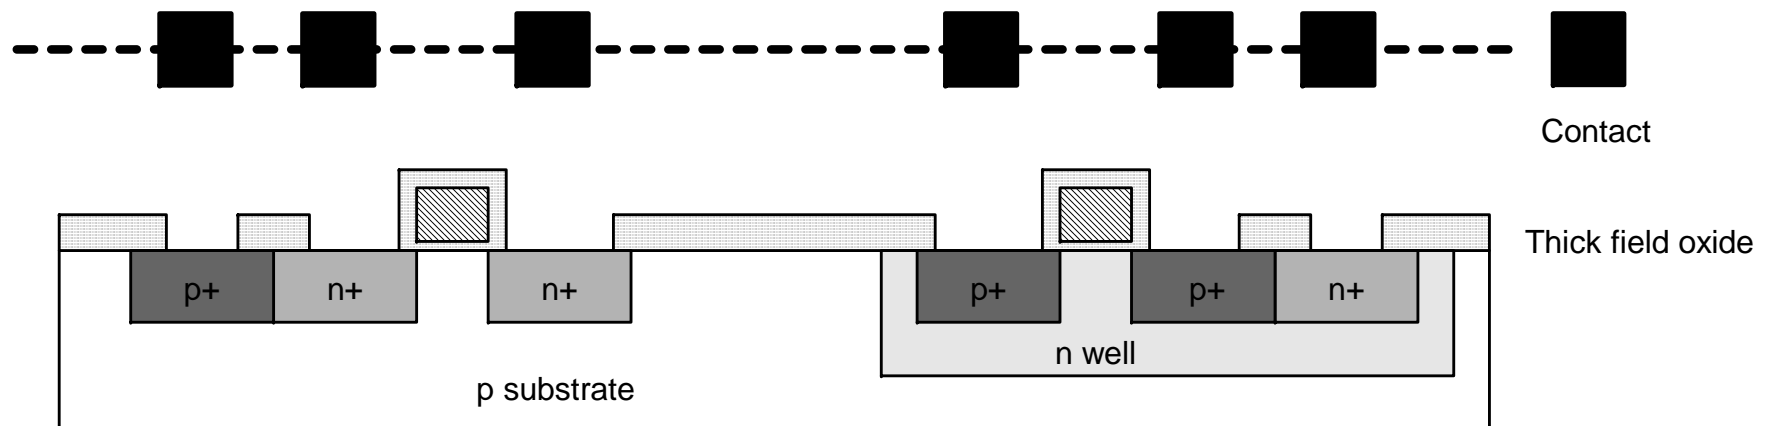 Contact
Thick field oxide
p+ n+ n+ p+ p+ n+
n well
p substrate